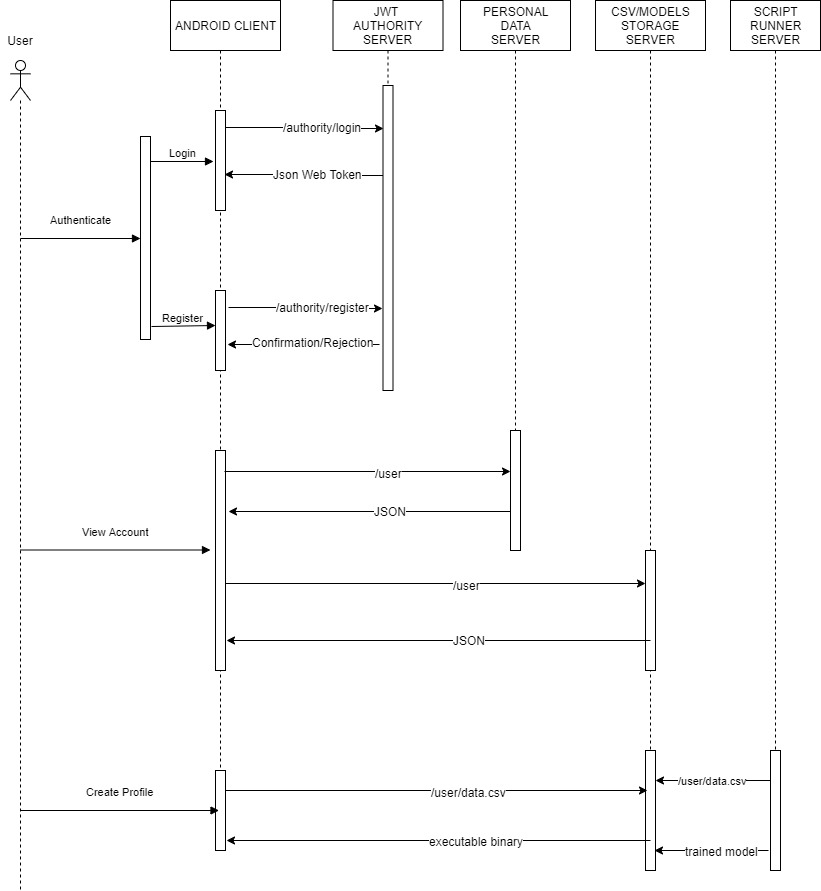 User
ANDROID CLIENT
JWT
AUTHORITY
SERVER
PERSONAL
DATA
SERVER
CSV/MODELS
STORAGE
SERVER
SCRIPT
RUNNER
SERVER
/authority/login
Login
Json Web Token
Authenticate
/authority/register
Register
Confirmation/Rejection
/user
JSON
View Account
/user
JSON
/user/data.csv
Create Profile
/user/data.csv
executable binary
trained model